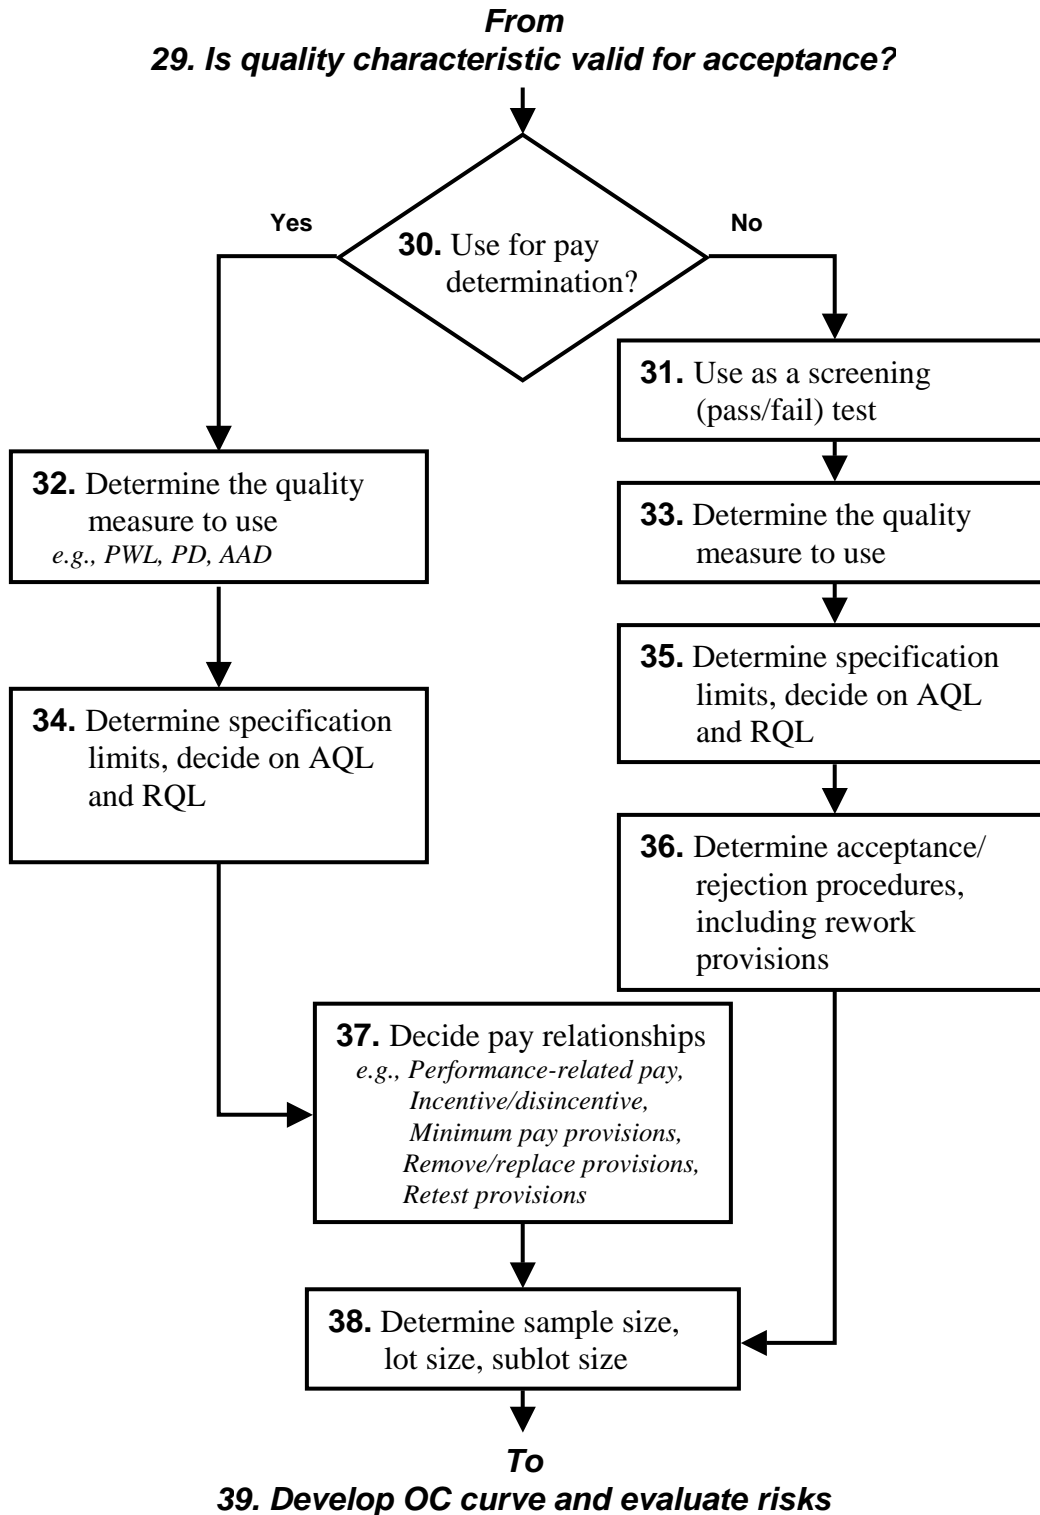 From
29. Is quality characteristic valid for acceptance?
Yes
No
30. Use for pay
determination?
31. Use as a screening
(pass/fail) test
32. Determine the quality
measure to use
e.g., PWL, PD, AAD
33. Determine the quality
measure to use
35. Determine specification
limits, decide on AQL
and RQL
34. Determine specification
limits, decide on AQL
and RQL
36. Determine acceptance/
rejection procedures,
including rework
provisions
37. Decide pay relationships
e.g., Performance-related pay,
Incentive/disincentive,
Minimum pay provisions,
Remove/replace provisions,
Retest provisions
38. Determine sample size,
lot size, sublot size
To
39. Develop OC curve and evaluate risks